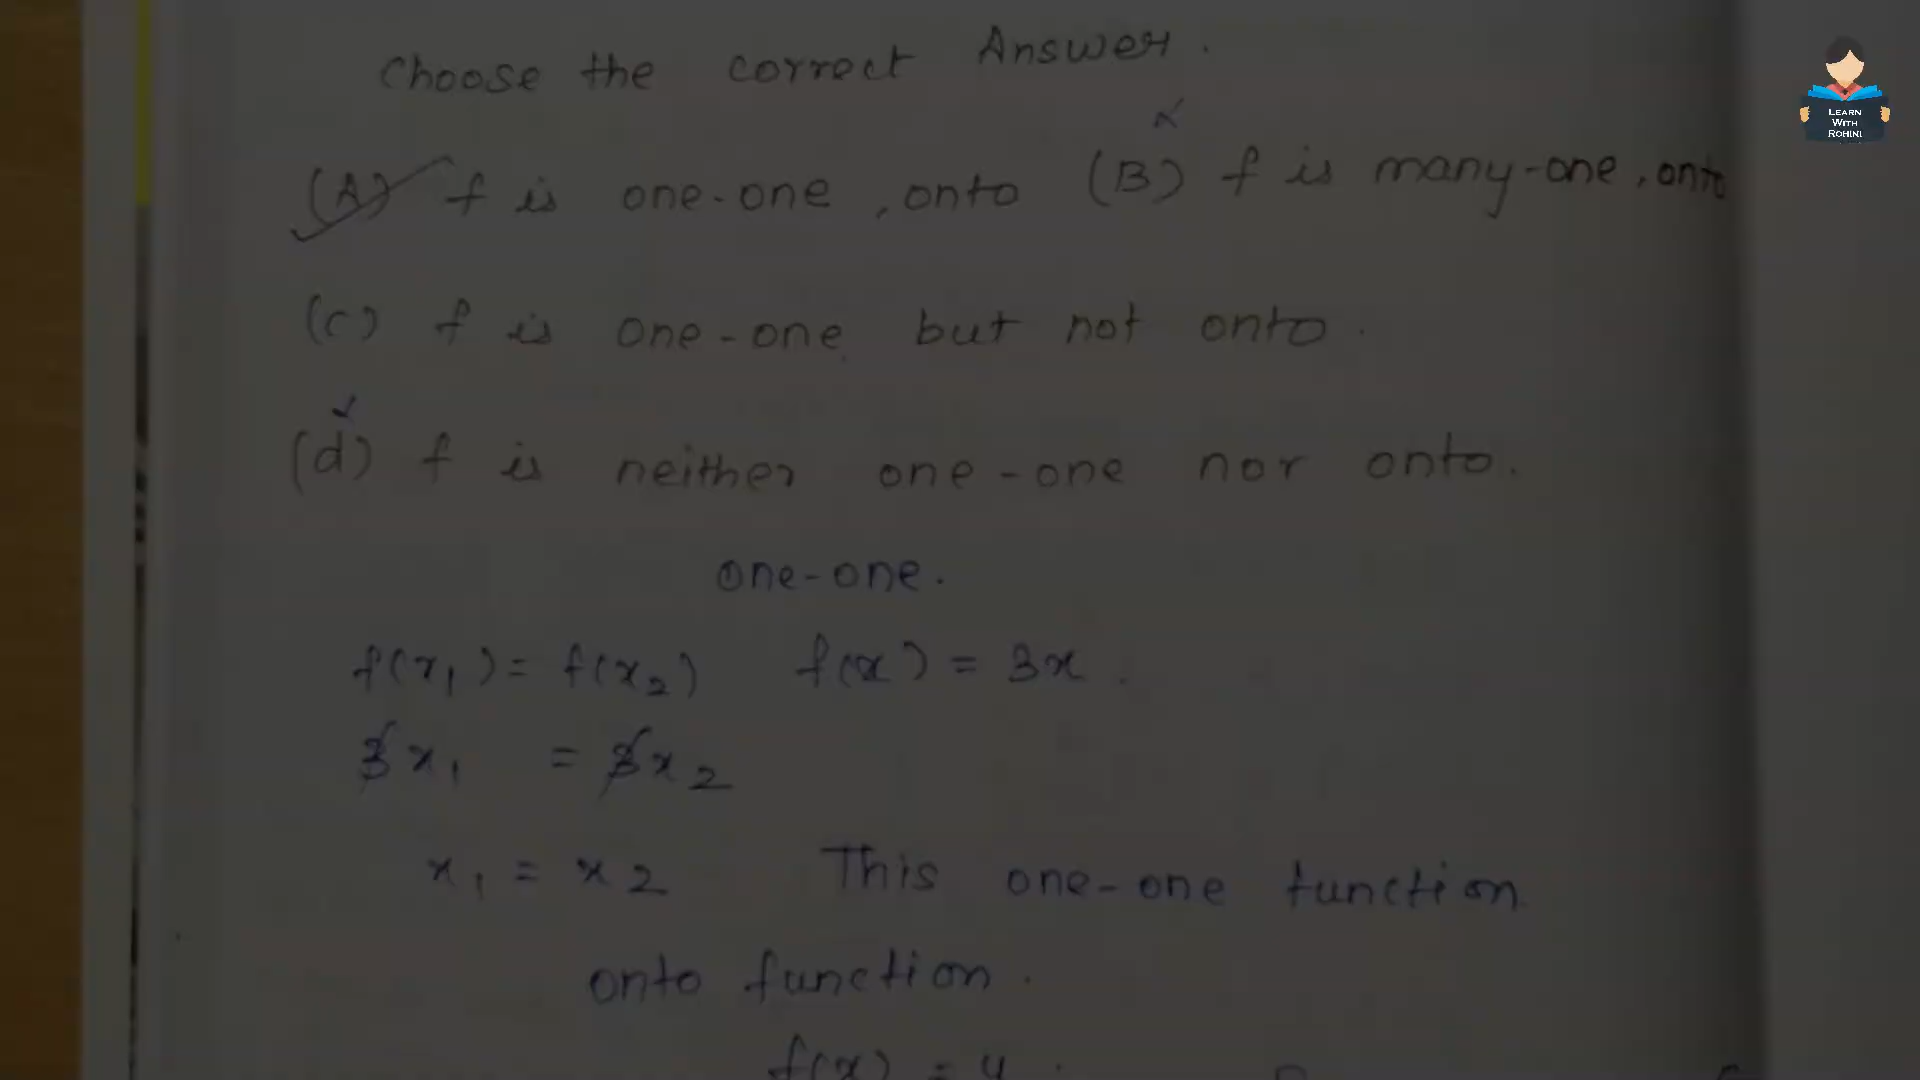 Choose the correct Answer.
(A) f is one-one, onto (B) f is many-one, onto
(c) f is one-one but not onto.
(d) f is neither one-one nor onto.
one-one.
f(x₁) = f(x₂) f(x) = 3x.
3x₁ = 3x₂
x₁ = x₂ This one-one function
onto function.
f(x) = y.
LEARN
WITH
ROHINI